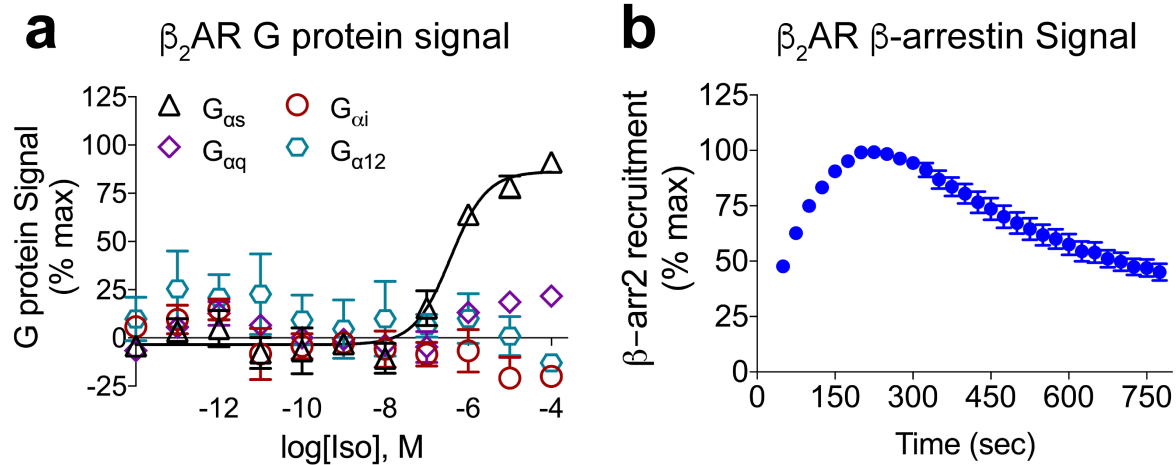 a
β₂AR G protein signal
G protein Signal
(% max)
125
100
75
50
25
0
-25
Gαs
Gαi
Gαq
Gα12
-12
-10
-8
-6
-4
log[Iso], M
b
β₂AR β-arrestin Signal
β-arr2 recruitment
(% max)
125
100
75
50
25
0
0
150
300
450
600
750
Time (sec)